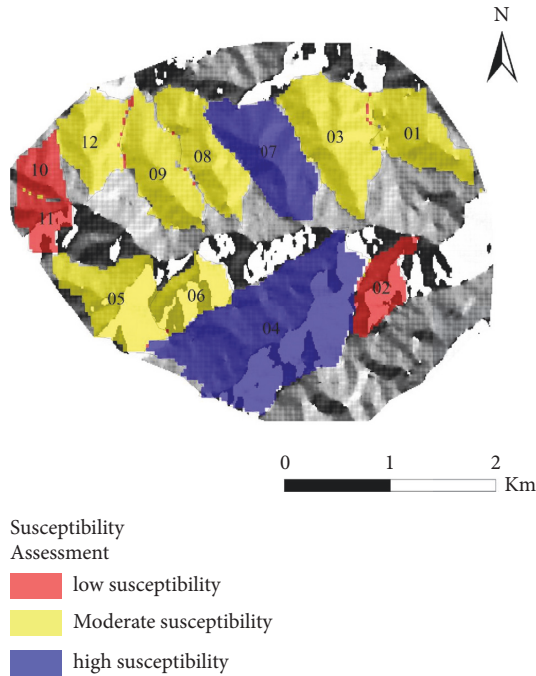 N
12
03
01
08
07
10
09
11
02
05
06
04
0 1 2
Km
Susceptibility
Assessment
low susceptibility
Moderate susceptibility
high susceptibility